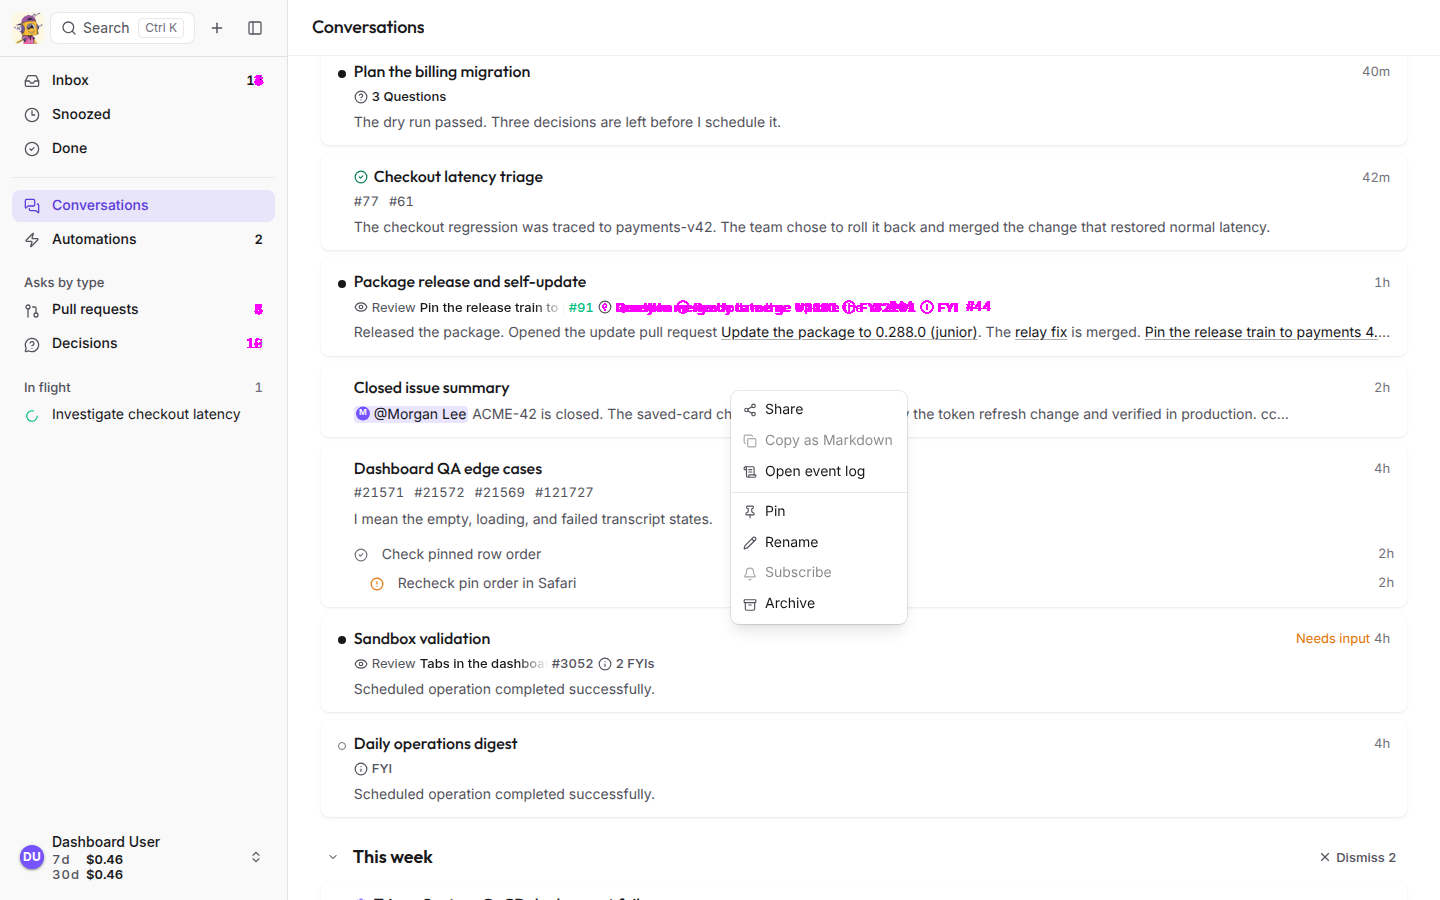 Search Ctrl K
Inbox
Snoozed
Done
Conversations
Automations 2
Asks by type
Pull requests
Decisions
In flight 1
Investigate checkout latency
Dashboard User
7d $0.46
30d $0.46
Conversations
Plan the billing migration 40m
3 Questions
The dry run passed. Three decisions are left before I schedule it.
Checkout latency triage 42m
#77 #61
The checkout regression was traced to payments-v42. The team chose to roll it back and merged the change that restored normal latency.
Package release and self-update 1h
Review Pin the release train to #91 FYI #44
Released the package. Opened the update pull request Update the package to 0.288.0 (junior). The relay fix is merged. Pin the release train to payments 4....
Closed issue summary 2h
M @Morgan Lee ACME-42 is closed. The saved-card ch
the token refresh change and verified in production. cc...
Dashboard QA edge cases 4h
#21571 #21572 #21569 #121727
I mean the empty, loading, and failed transcript states.
Check pinned row order 2h
Recheck pin order in Safari 2h
Share
Copy as Markdown
Open event log
Pin
Rename
Subscribe
Archive
Sandbox validation Needs input 4h
Review Tabs in the dashboa #3052 2 FYIs
Scheduled operation completed successfully.
Daily operations digest 4h
FYI
Scheduled operation completed successfully.
This week Dismiss 2
DU